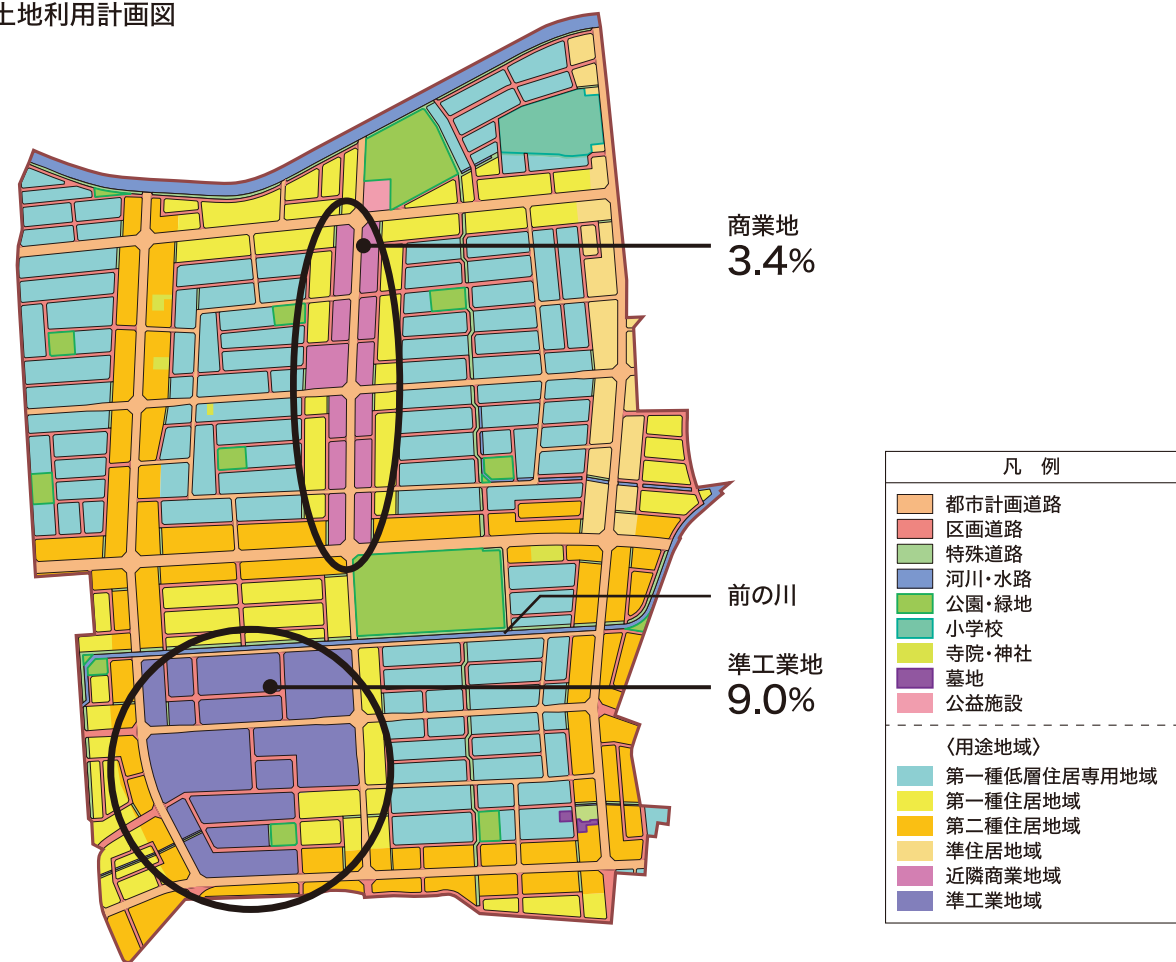 土地利用計画図
商業地
3.4%
前の川
準工業地
9.0%
凡 例
都市計画道路
区画道路
特殊道路
河川・水路
公園・緑地
小学校
寺院・神社
墓地
公益施設
〈用途地域〉
第一種低層住居専用地域
第一種住居地域
第二種住居地域
準住居地域
近隣商業地域
準工業地域